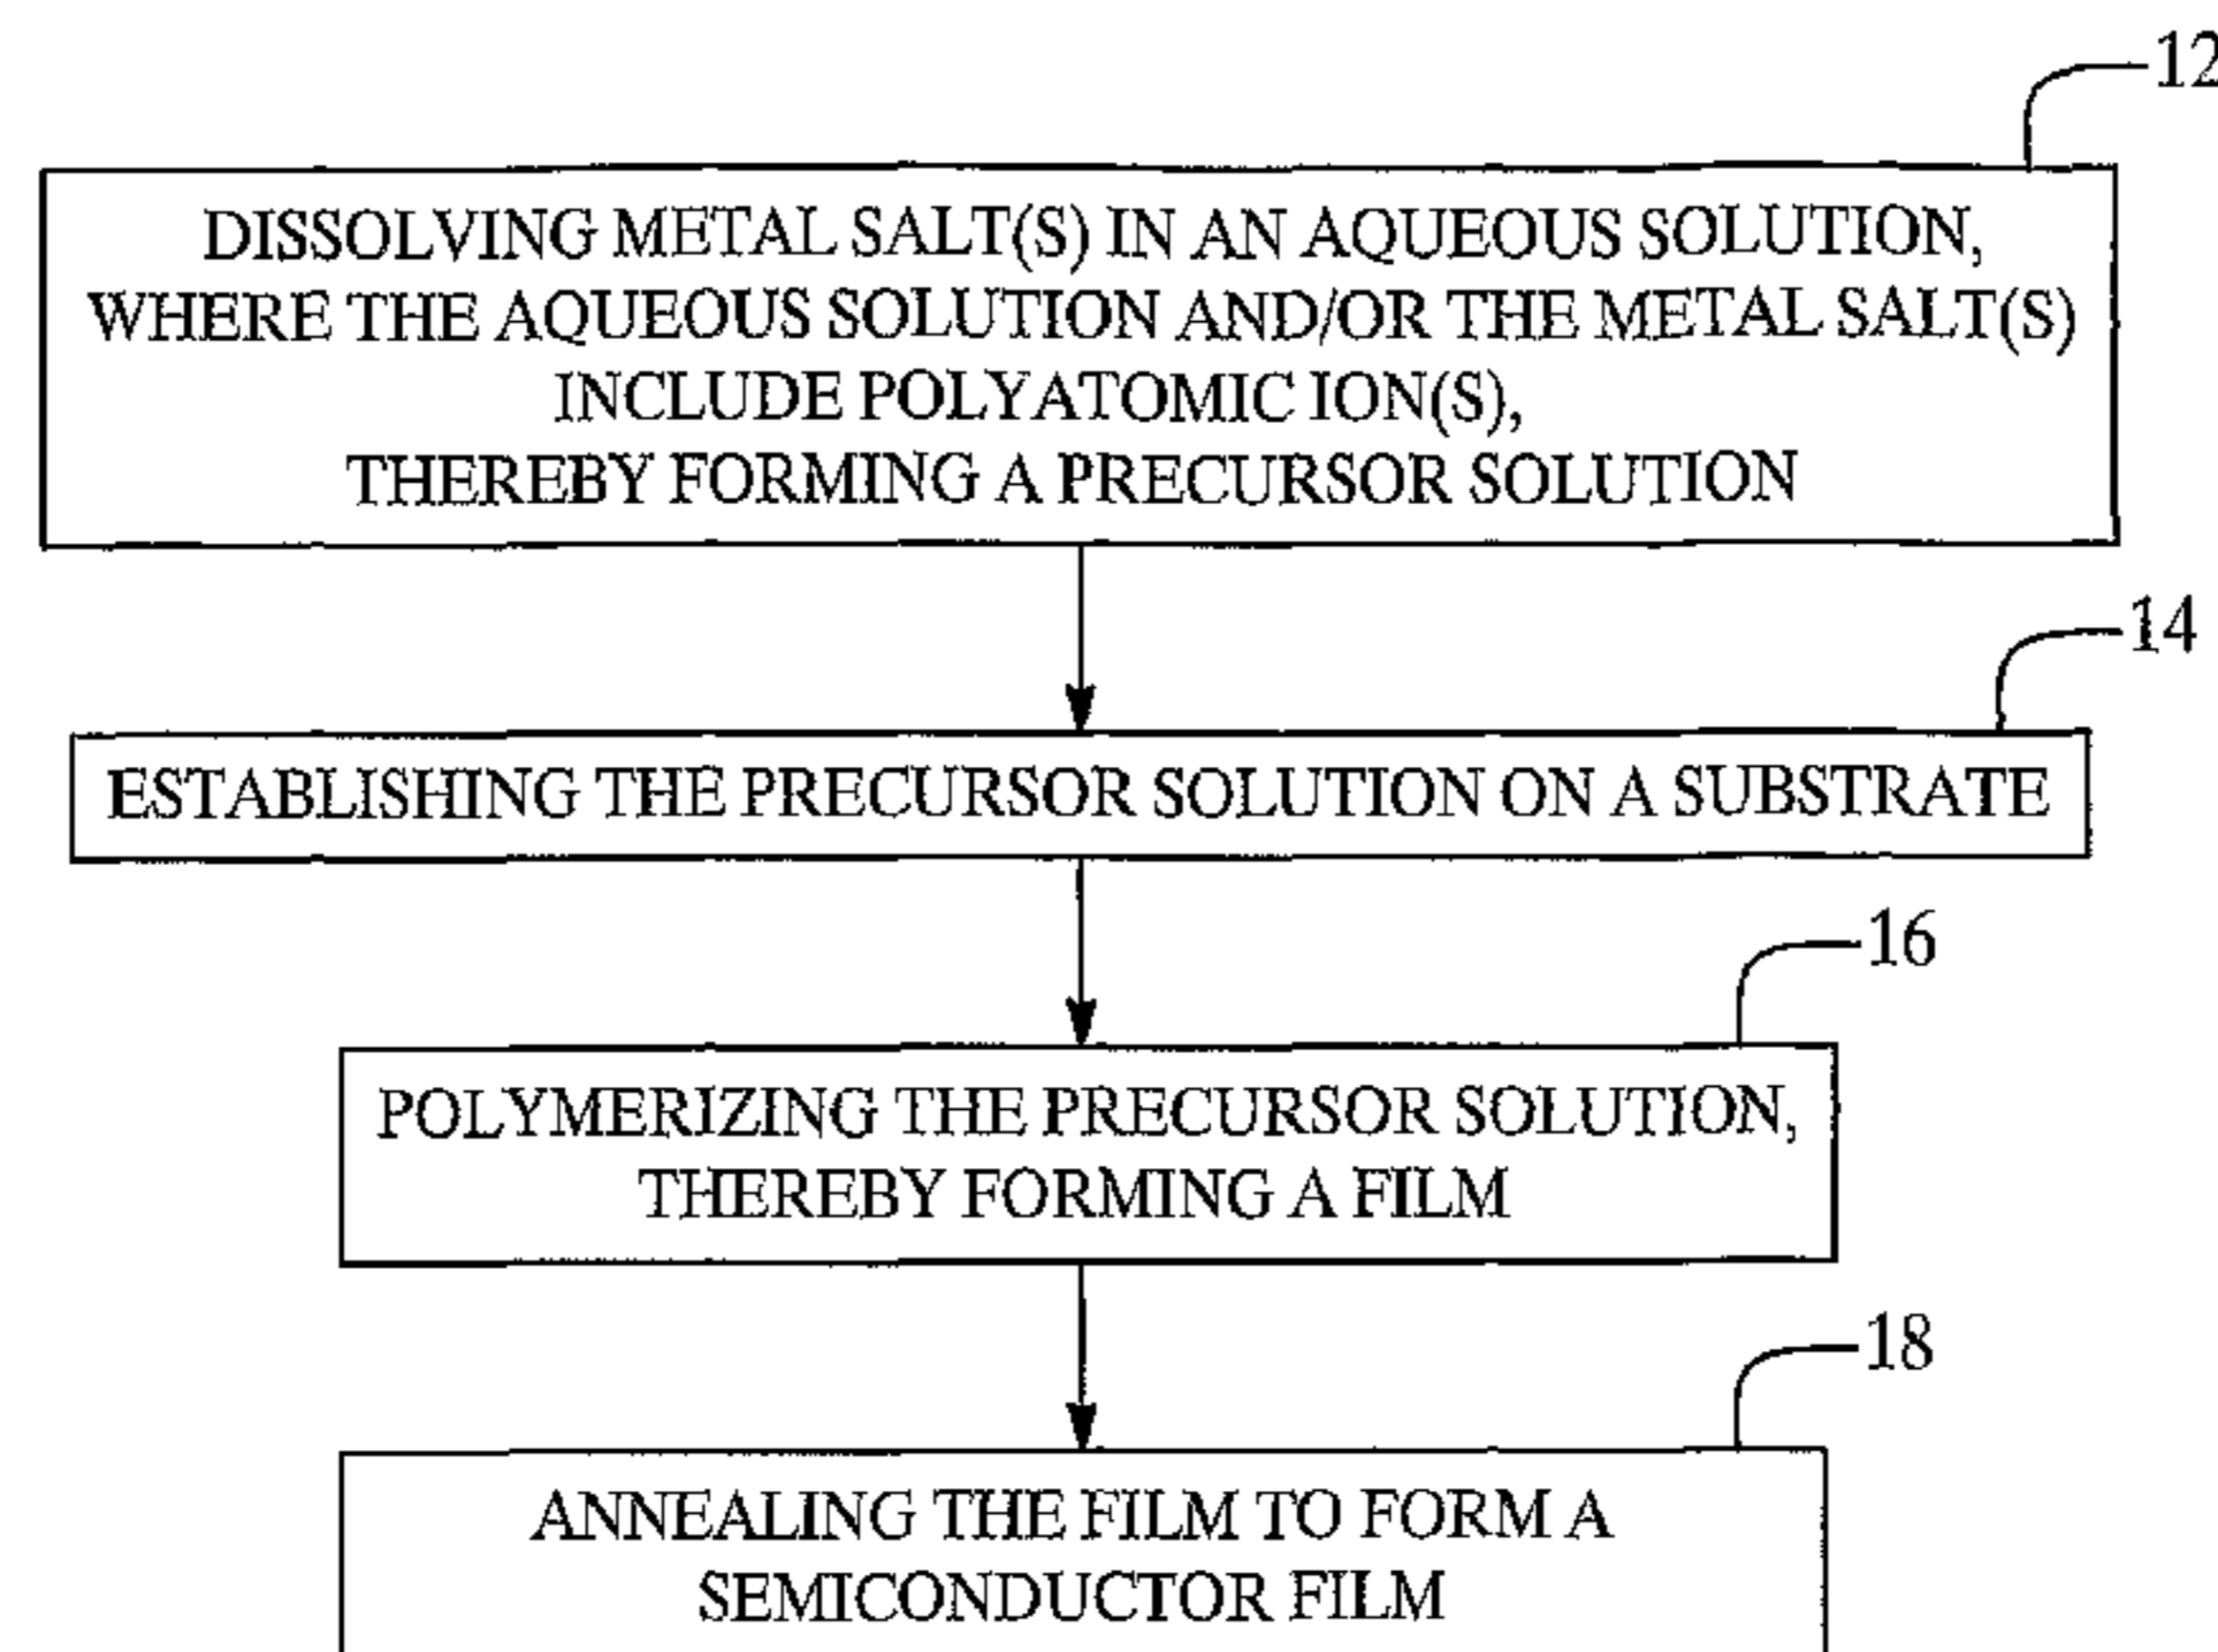 12
DISSOLVING METAL SALT(S) IN AN AQUEOUS SOLUTION,
WHERE THE AQUEOUS SOLUTION AND/OR THE METAL SALT(S)
INCLUDE POLYATOMIC ION(S),
THEREBY FORMING A PRECURSOR SOLUTION
14
ESTABLISHING THE PRECURSOR SOLUTION ON A SUBSTRATE
16
POLYMERIZING THE PRECURSOR SOLUTION,
THEREBY FORMING A FILM
18
ANNEALING THE FILM TO FORM A
SEMICONDUCTOR FILM